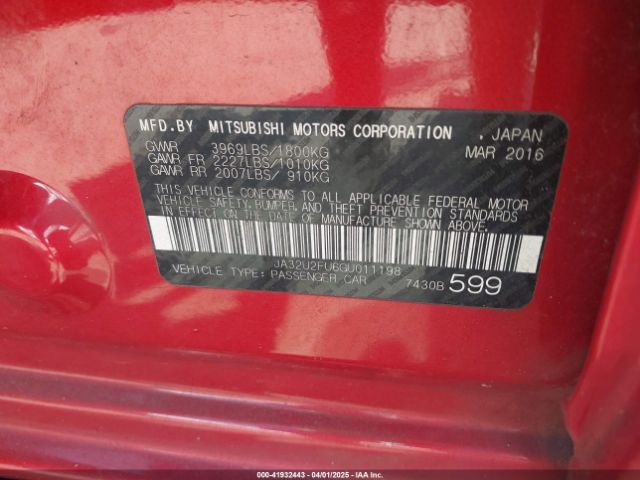 MFD.BY MITSUBISHI MOTORS CORPORATION , JAPAN
GVWR 3969LBS/1800KG MAR 2016
GAWR FR 2227LBS/1010KG
GAWR RR 2007LBS/ 910KG
THIS VEHICLE CONFORMS TO ALL APPLICABLE FEDERAL MOTOR
VEHICLE SAFETY,BUMPER,AND THEFT PREVENTION STANDARDS
IN EFFECT ON THE DATE OF MANUFACTURE SHOWN ABOVE.
JA32U2FU6GU011198
VEHICLE TYPE: PASSENGER CAR 7430B 599
000-41932443 - 04/01/2025 - IAAI.COM